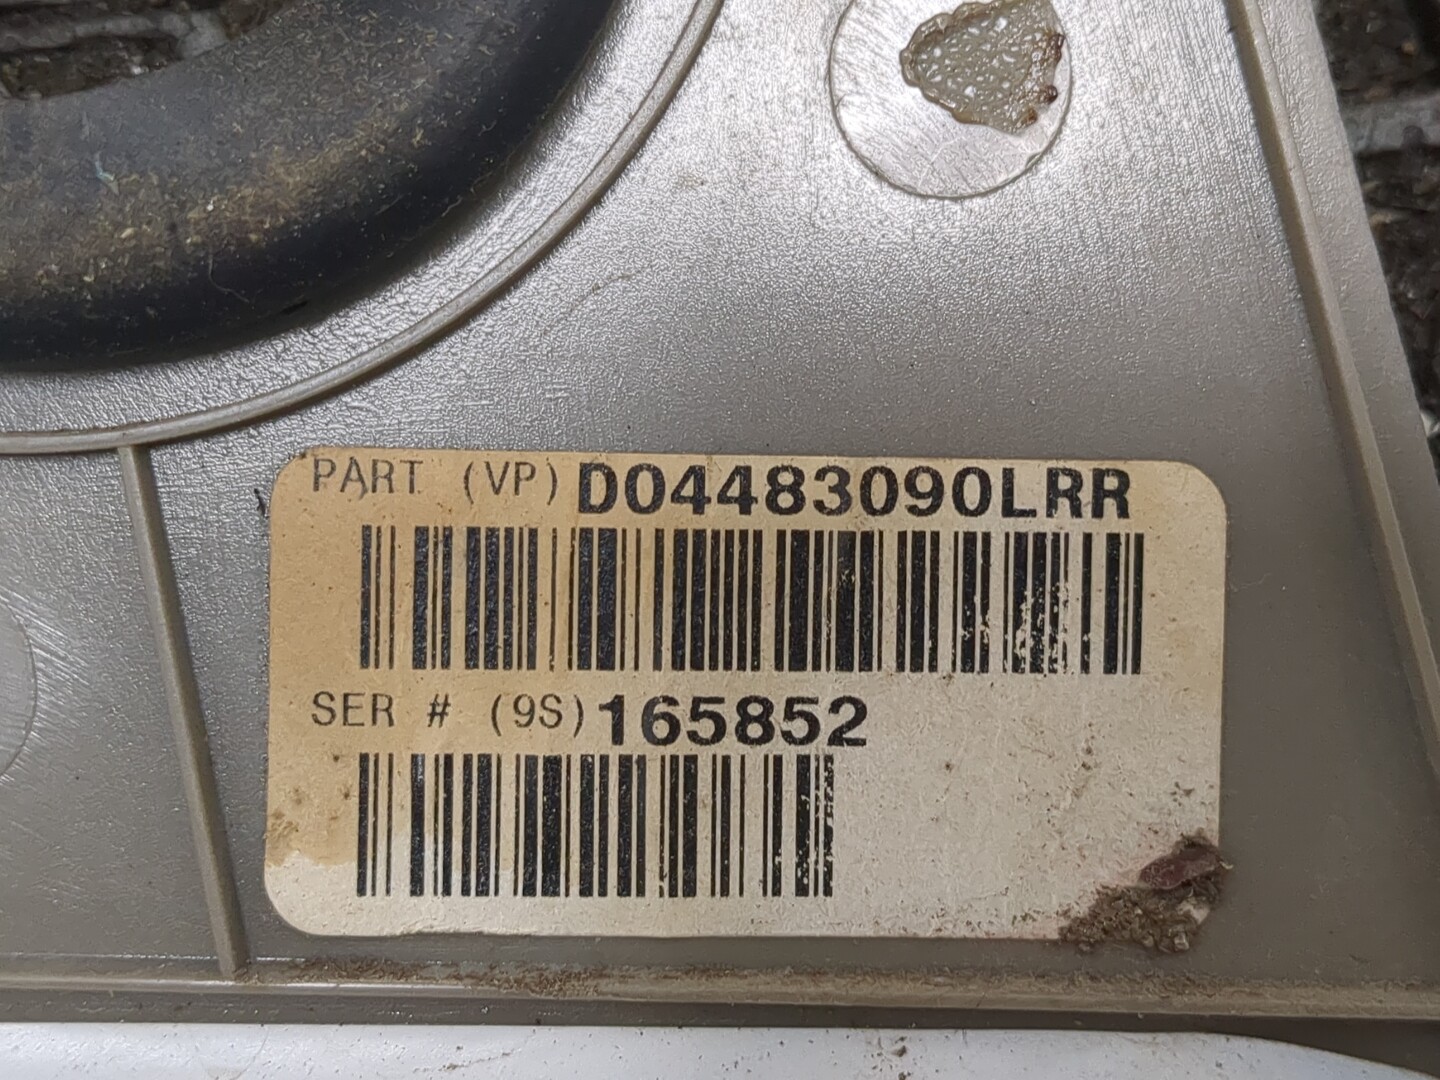 PART (VP) D04483090LRR
SER # (9S) 165852